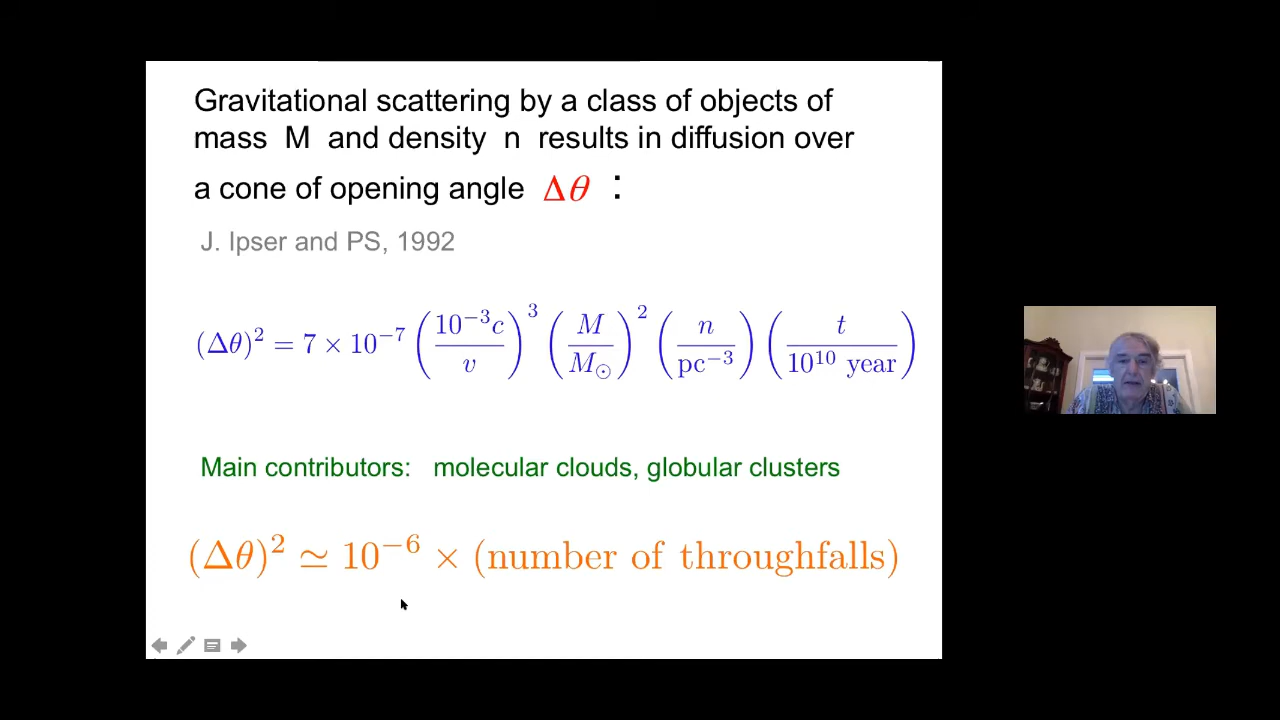 Gravitational scattering by a class of objects of
mass M and density n results in diffusion over
a cone of opening angle Δθ :
J. Ipser and PS, 1992
(Δθ)² = 7 × 10⁻⁷ (10⁻³c / v)³ (M / M☉)² (n / pc⁻³) (t / 10¹⁰ year)
Main contributors: molecular clouds, globular clusters
(Δθ)² ≃ 10⁻⁶ × (number of throughfalls)